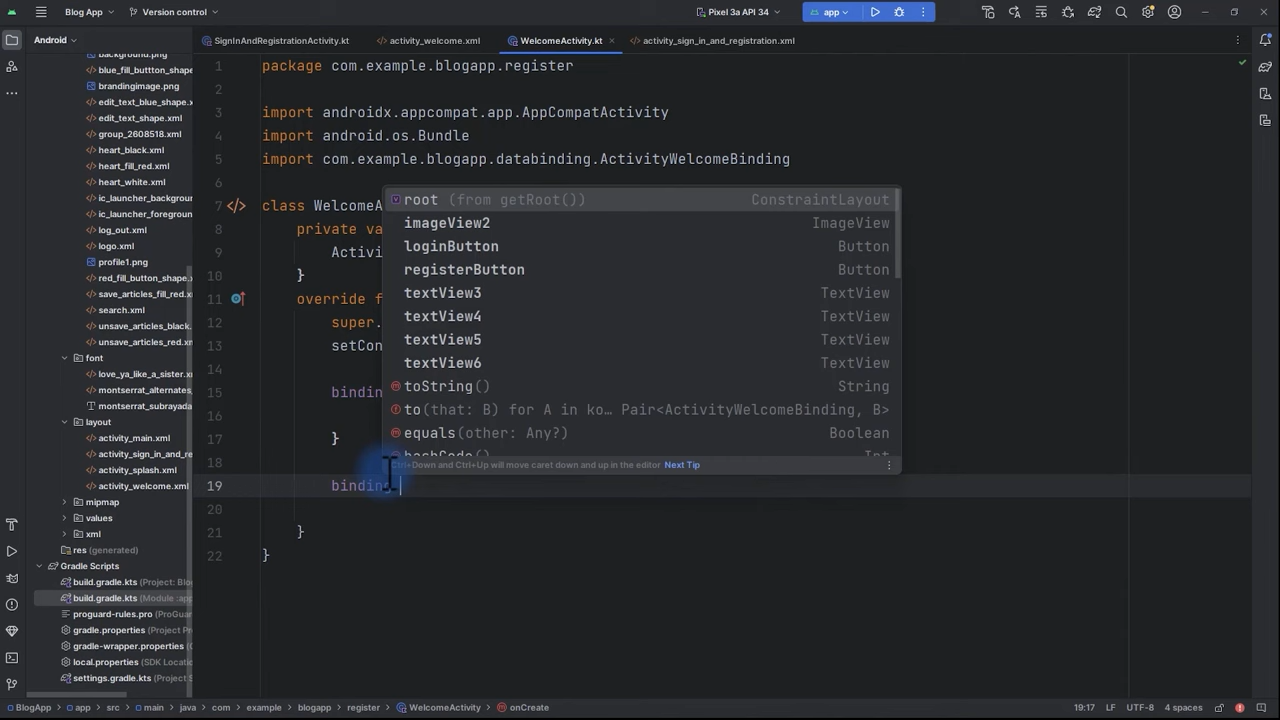 Blog App
Version control
Pixel 3a API 34
app
Android
SignInAndRegistrationActivity.kt
activity_welcome.xml
WelcomeActivity.kt
activity_sign_in_and_registration.xml
background.png
blue_fill_buttton_shape
brandingimage.png
edit_text_blue_shape.x
edit_text_shape.xml
group_2608518.xml
heart_black.xml
heart_fill_red.xml
heart_white.xml
ic_launcher_backgroun
ic_launcher_foregroun
log_out.xml
logo.xml
profile1.png
red_fill_button_shape.
save_articles_fill_red.x
search.xml
unsave_articles_black.
unsave_articles_red.xm
font
love_ya_like_a_sister.x
montserrat_alternates_
montserrat_subrayada
layout
activity_main.xml
activity_sign_in_and_re
activity_splash.xml
activity_welcome.xml
mipmap
values
xml
res (generated)
Gradle Scripts
build.gradle.kts (Project: Blo
build.gradle.kts (Module :app
proguard-rules.pro (ProGua
gradle.properties (Project Pr
gradle-wrapper.properties (
local.properties (SDK Locatio
settings.gradle.kts (Project S
1 package com.example.blogapp.register
2
3 import androidx.appcompat.app.AppCompatActivity
4 import android.os.Bundle
5 import com.example.blogapp.databinding.ActivityWelcomeBinding
6
7 class WelcomeA
8 private va
9 Activi
10 }
11 override f
12 super.
13 setCon
14
15 bindin
16
17 }
18
19 binding
20
21 }
22 }
root (from getRoot()) ConstraintLayout
imageView2 ImageView
loginButton Button
registerButton Button
textView3 TextView
textView4 TextView
textView5 TextView
textView6 TextView
toString() String
to(that: B) for A in ko… Pair<ActivityWelcomeBinding, B>
equals(other: Any?) Boolean
hashCode() Int
Ctrl+Down and Ctrl+Up will move caret down and up in the editor Next Tip
BlogApp
app
src
main
java
com
example
blogapp
register
WelcomeActivity
onCreate
19:17 LF UTF-8 4 spaces